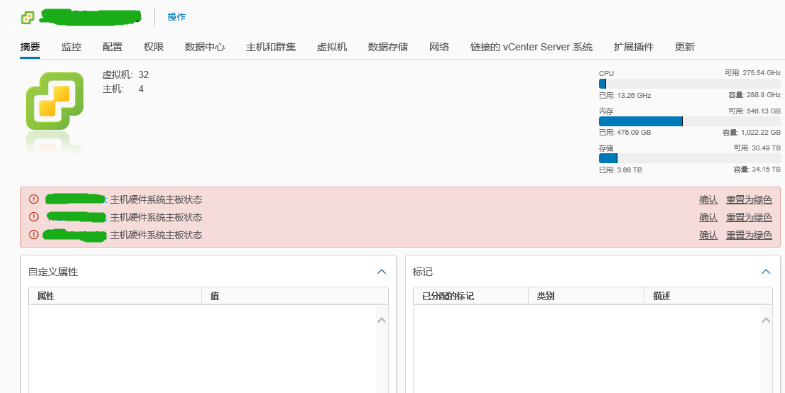 操作
摘要 监控 配置 权限 数据中心 主机和群集 虚拟机 数据存储 网络 链接的 vCenter Server 系统 扩展插件 更新
虚拟机: 32
主机: 4
CPU 可用: 275.54 GHz
已用: 13.26 GHz 容量: 288.8 GHz
内存 可用: 546.13 GB
已用: 476.09 GB 容量: 1,022.22 GB
存储 可用: 30.49 TB
已用: 3.66 TB 容量: 34.15 TB
: 主机硬件系统主板状态 确认 重置为绿色
: 主机硬件系统主板状态 确认 重置为绿色
: 主机硬件系统主板状态 确认 重置为绿色
自定义属性
属性 值
标记
已分配的标记 类别 描述